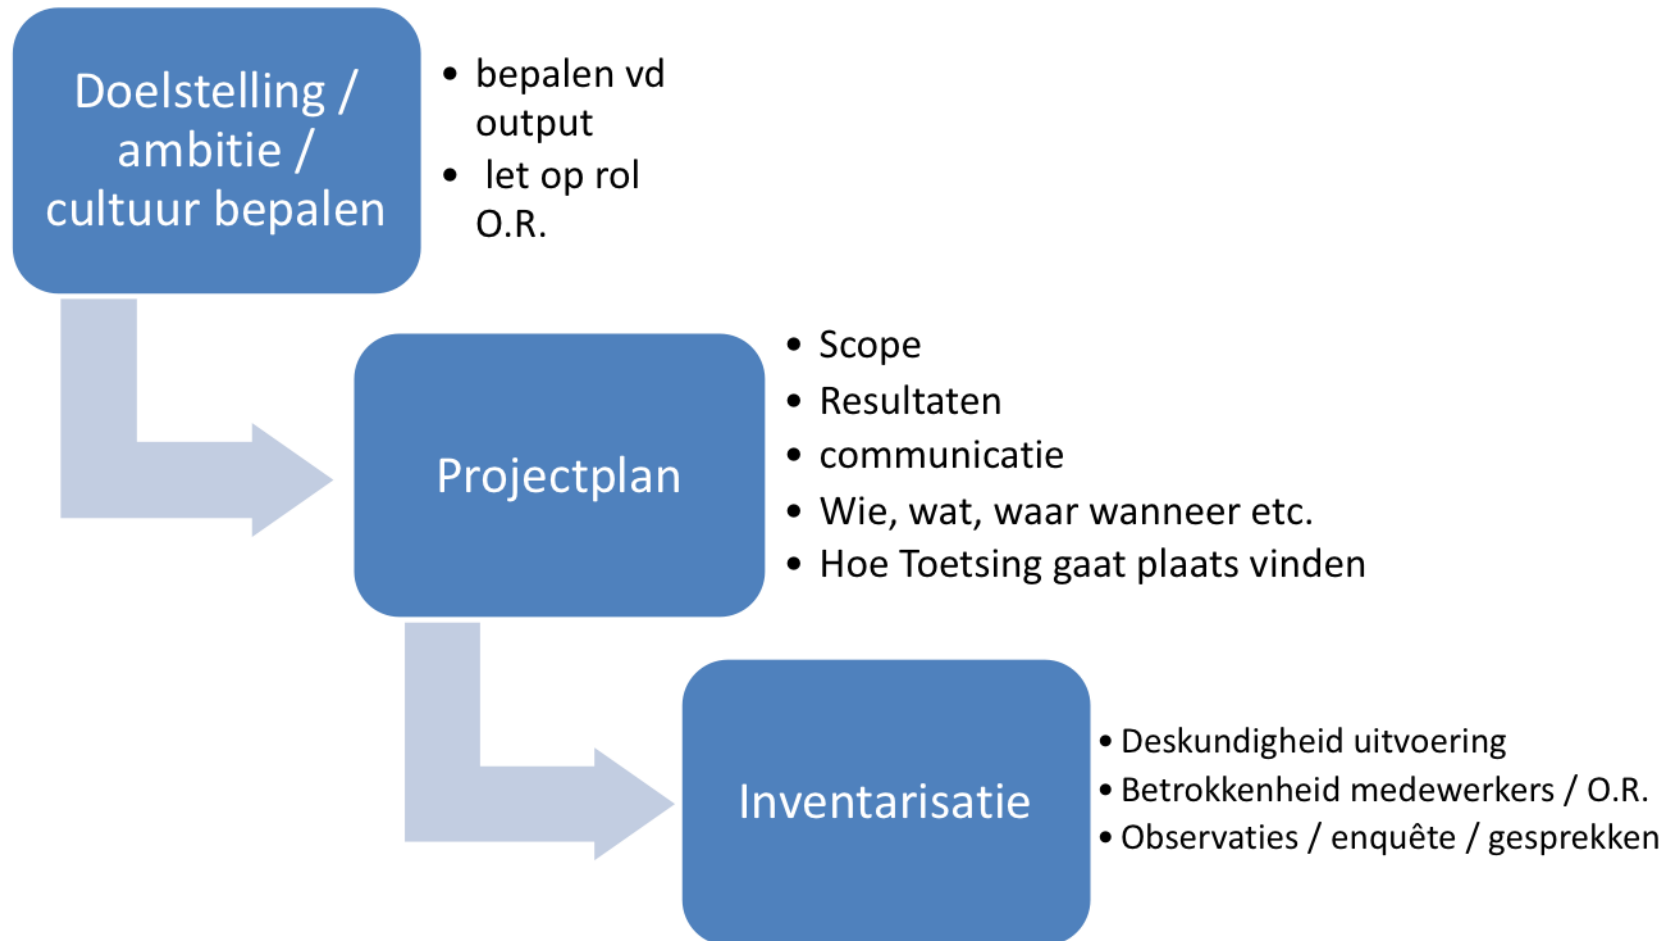 Doelstelling /
ambitie /
cultuur bepalen
• bepalen vd
output
• let op rol
O.R.
Projectplan
• Scope
• Resultaten
• communicatie
• Wie, wat, waar wanneer etc.
• Hoe Toetsing gaat plaats vinden
Inventarisatie
• Deskundigheid uitvoering
• Betrokkenheid medewerkers / O.R.
• Observaties / enquête / gesprekken